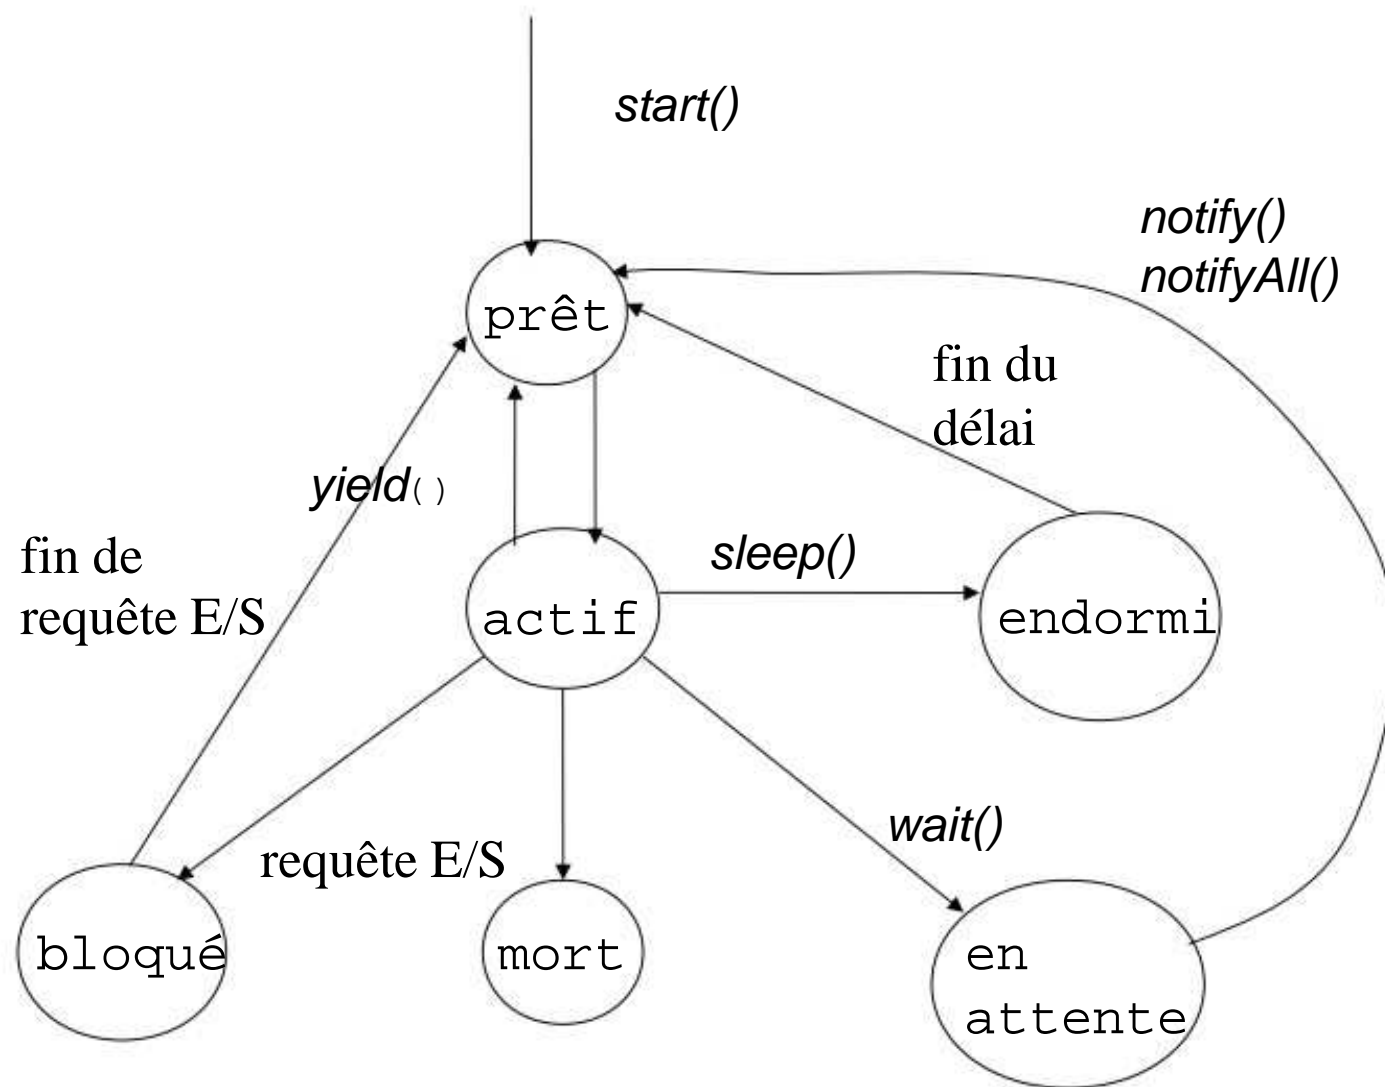 start()
notify()
notifyAll()
prêt
fin du
délai
yield()
fin de
requête E/S
sleep()
actif
endormi
wait()
requête E/S
bloqué
mort
en
attente